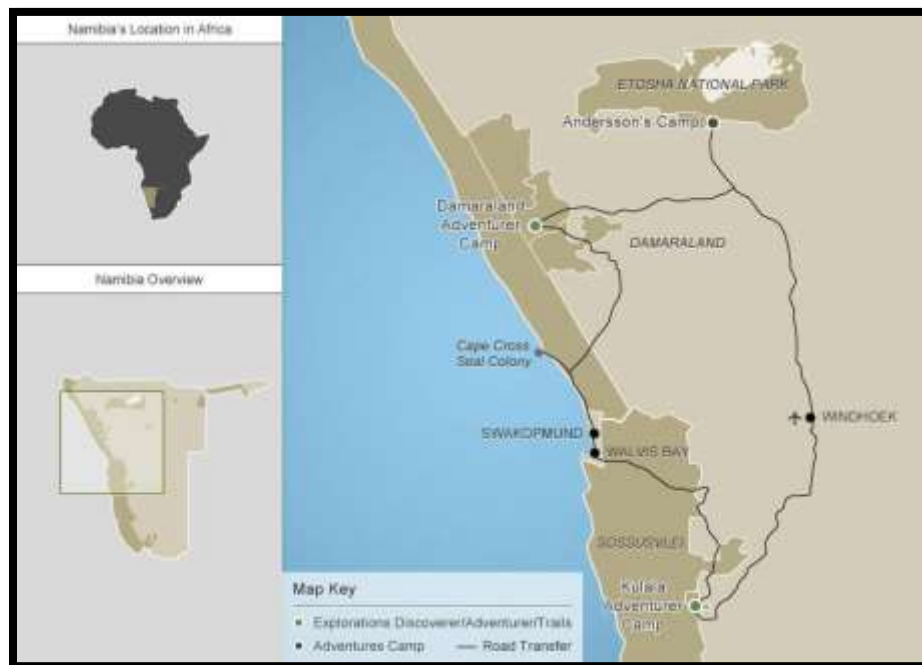 Namibia's Location in Africa
Namibia Overview
ETOSHA NATIONAL PARK
Andersson's Camp
Damaraland
Adventurer
Camp
DAMARALAND
Cape Cross
Seal Colony
SWAKOPMUND
WALVIS BAY
WINDHOEK
SOSSUSVLEI
Kulala
Adventurer
Camp
Map Key
Explorations Discoverer/Adventurer/Trails
Adventures Camp
Road Transfer